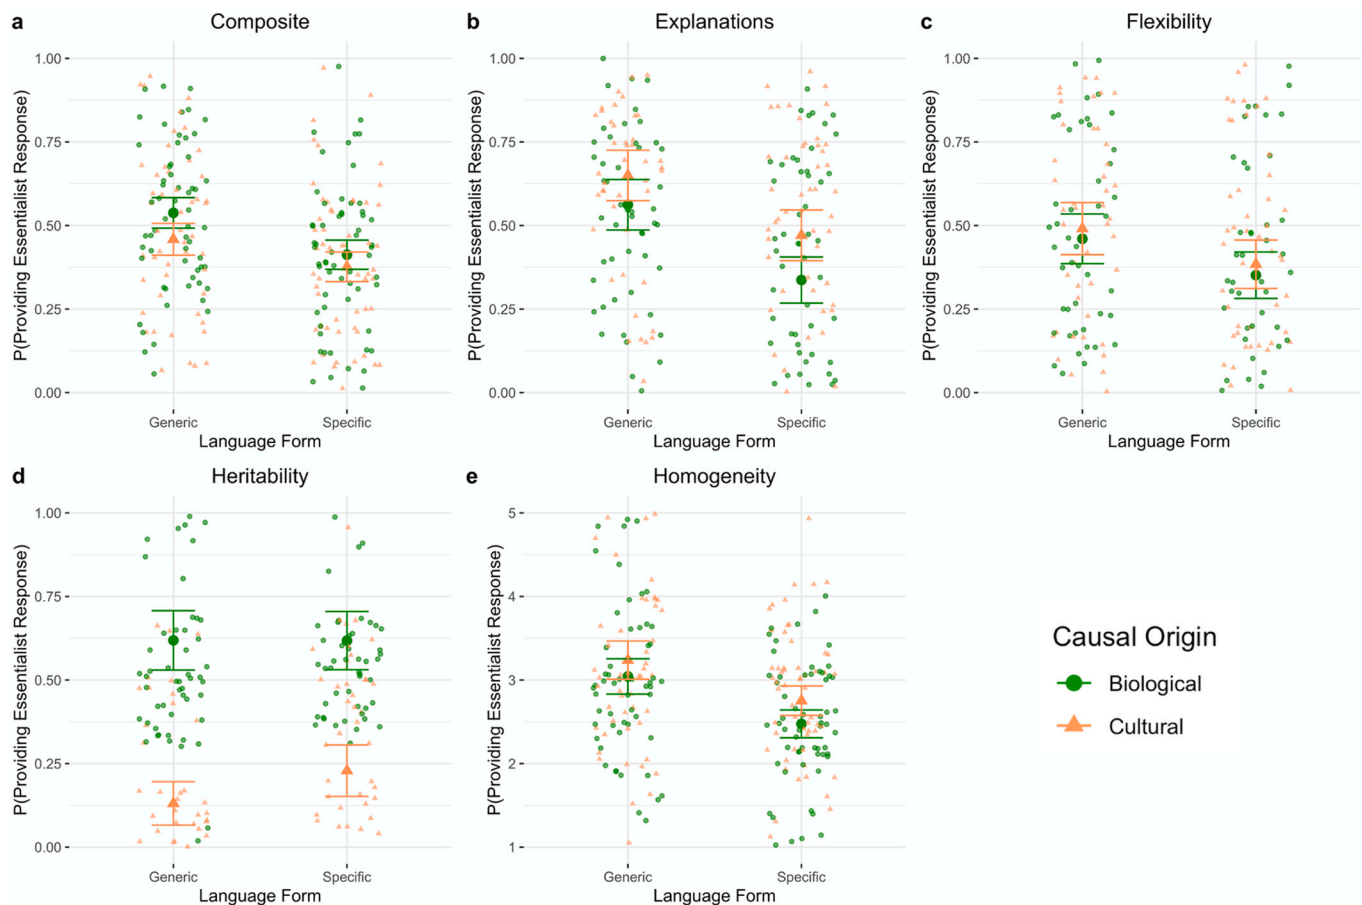 a Composite
P(Providing Essentialist Response)
1.00
0.75
0.50
0.25
0.00
Generic Specific
Language Form
b Explanations
P(Providing Essentialist Response)
1.00
0.75
0.50
0.25
0.00
Generic Specific
Language Form
c Flexibility
P(Providing Essentialist Response)
1.00
0.75
0.50
0.25
0.00
Generic Specific
Language Form
d Heritability
P(Providing Essentialist Response)
1.00
0.75
0.50
0.25
0.00
Generic Specific
Language Form
e Homogeneity
P(Providing Essentialist Response)
5
4
3
2
1
Generic Specific
Language Form
Causal Origin
Biological
Cultural